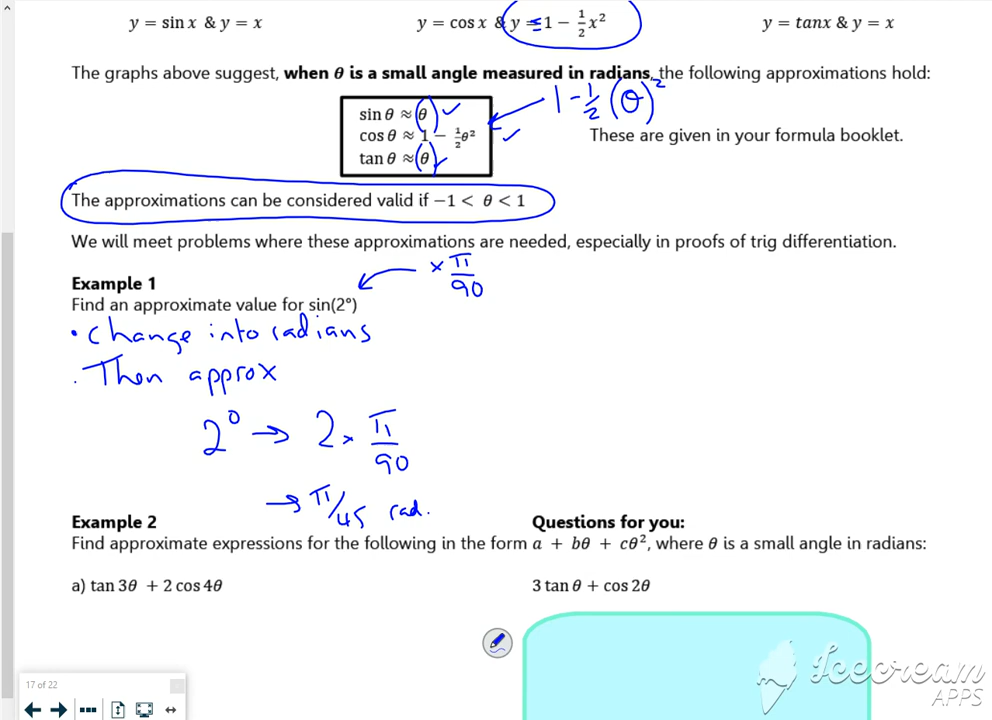 y = sin x & y = x
y = cos x & y ≤ 1 − 1/2 x²
y = tanx & y = x
The graphs above suggest, when θ is a small angle measured in radians, the following approximations hold:
1 - 1/2 (θ)²
sin θ ≈ (θ) ✓
cos θ ≈ 1 − 1/2 θ² ✓
tan θ ≈ (θ) ✓
These are given in your formula booklet.
The approximations can be considered valid if −1 < θ < 1
We will meet problems where these approximations are needed, especially in proofs of trig differentiation.
Example 1
× π/90
Find an approximate value for sin(2°)
• Change into radians
. Then approx
2° → 2 × π/90
→ π/45 rad.
Example 2
Find approximate expressions for the following in the form a + bθ + cθ², where θ is a small angle in radians:
Questions for you:
a) tan 3θ + 2 cos 4θ
3 tan θ + cos 2θ
Icecream
APPS
17 of 22